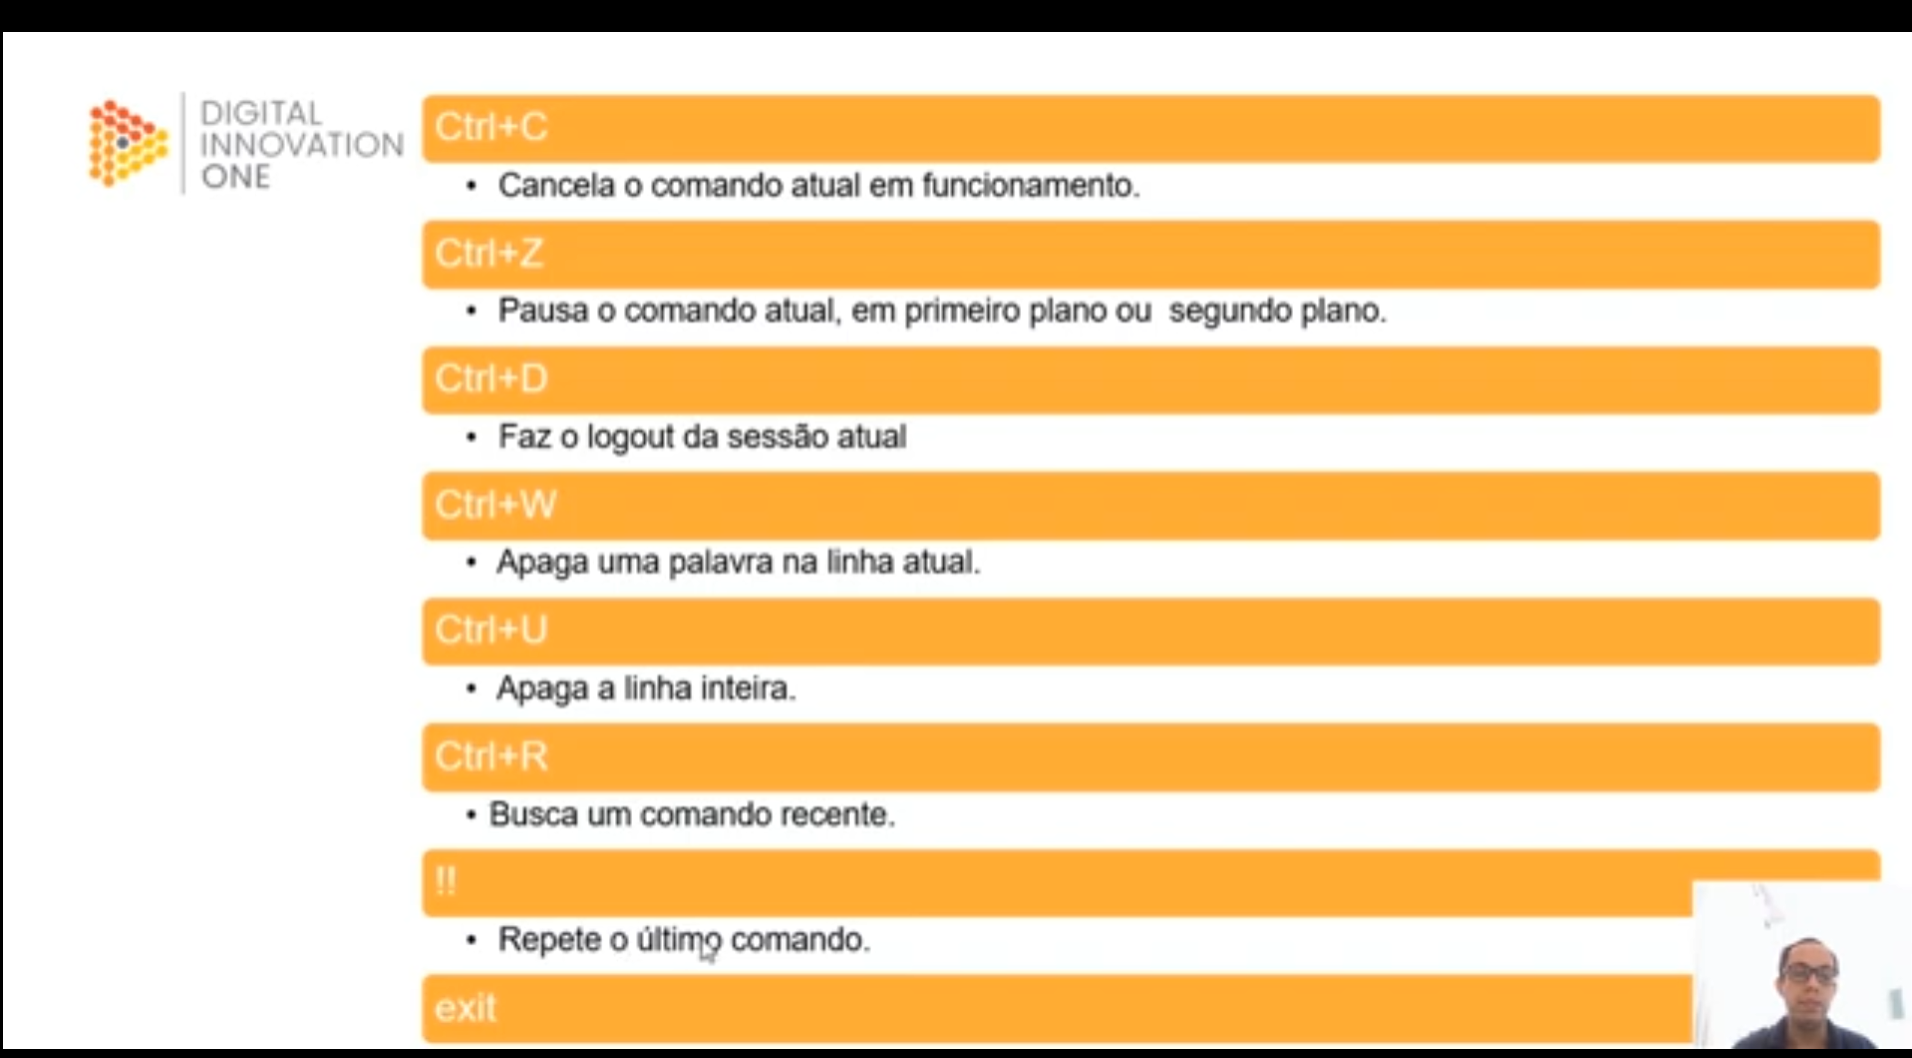 DIGITAL
INNOVATION
ONE
Ctrl+C
• Cancela o comando atual em funcionamento.
Ctrl+Z
• Pausa o comando atual, em primeiro plano ou segundo plano.
Ctrl+D
• Faz o logout da sessão atual
Ctrl+W
• Apaga uma palavra na linha atual.
Ctrl+U
• Apaga a linha inteira.
Ctrl+R
• Busca um comando recente.
!!
• Repete o último comando.
exit